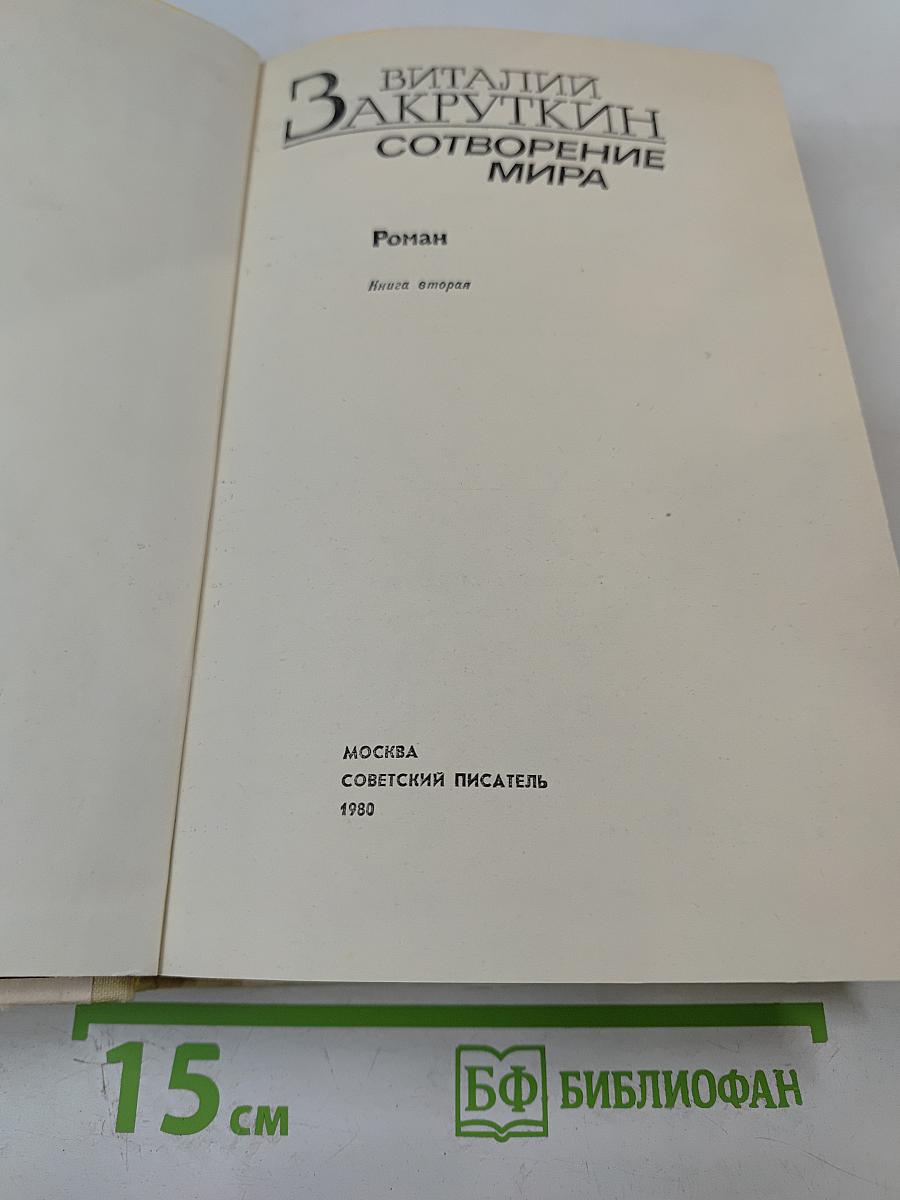 ВИТАЛИЙ
ЗАКРУТКИН
СОТВОРЕНИЕ
МИРА
Роман
Книга вторая
МОСКВА
СОВЕТСКИЙ ПИСАТЕЛЬ
1980
15 см
БФ БИБЛИОФАН